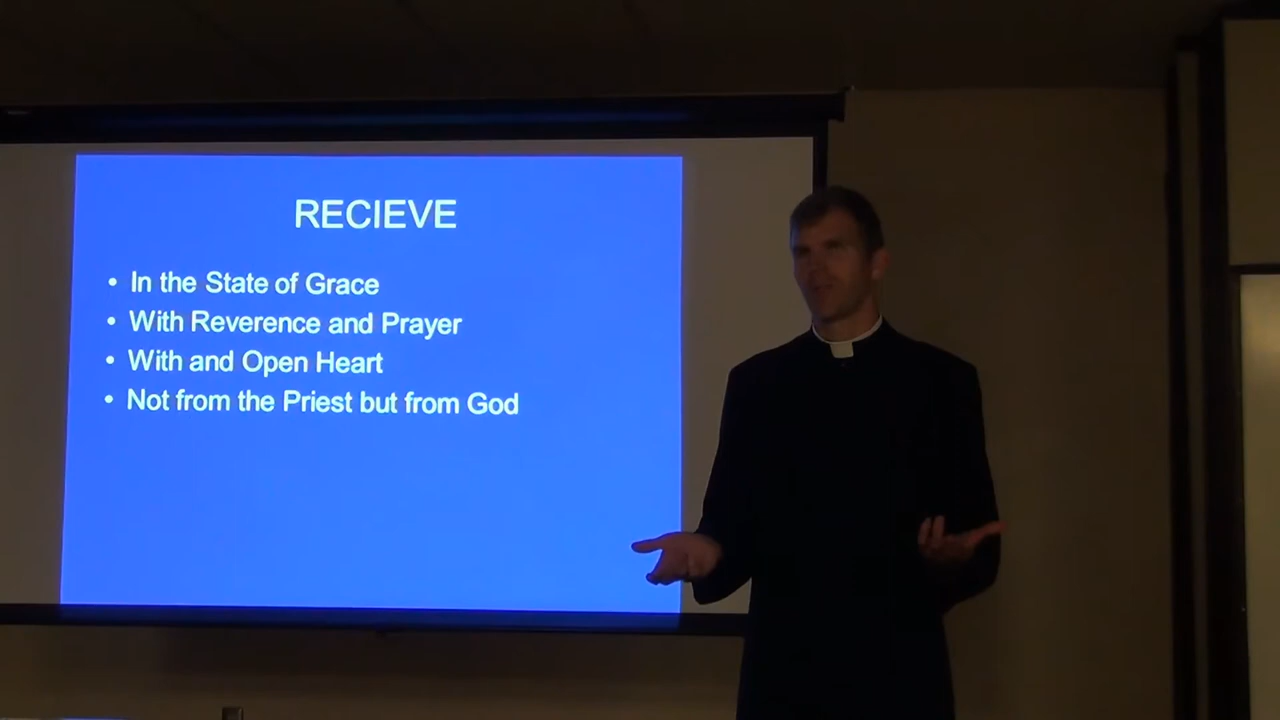 RECIEVE
• In the State of Grace
• With Reverence and Prayer
• With and Open Heart
• Not from the Priest but from God